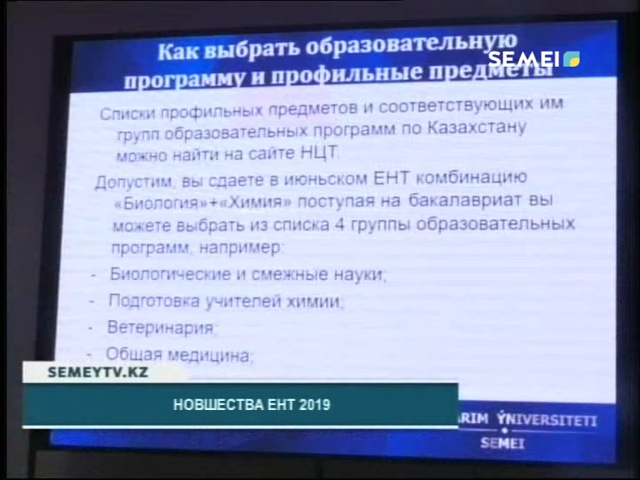 Как выбрать образовательную
программу и профильные предметы
SEMEI
Списки профильных предметов и соответствующих им
групп образовательных программ по Казахстану
можно найти на сайте НЦТ.
Допустим, вы сдаете в июньском ЕНТ комбинацию
«Биология»+«Химия» поступая на бакалавриат вы
можете выбрать из списка 4 группы образовательных
программ, например:
- Биологические и смежные науки;
- Подготовка учителей химии;
- Ветеринария;
- Общая медицина;
SEMEYTV.KZ
НОВШЕСТВА ЕНТ 2019
ARIM ÝNIVERSITETI
SEMEI